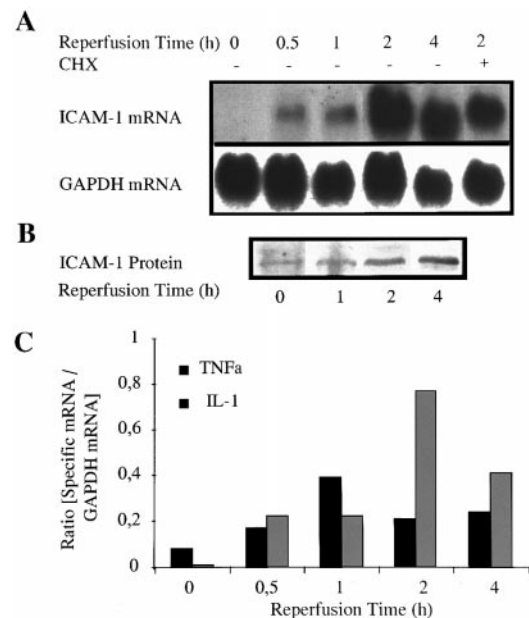 A
Reperfusion Time (h) 0 0.5 1 2 4 2
CHX - - - - - +
ICAM-1 mRNA
GAPDH mRNA
B
ICAM-1 Protein
Reperfusion Time (h) 0 1 2 4
C
Ratio [Specific mRNA / GAPDH mRNA]
1
0,8
0,6
0,4
0,2
0
TNFa
IL-1
0 0,5 1 2 4
Reperfusion Time (h)